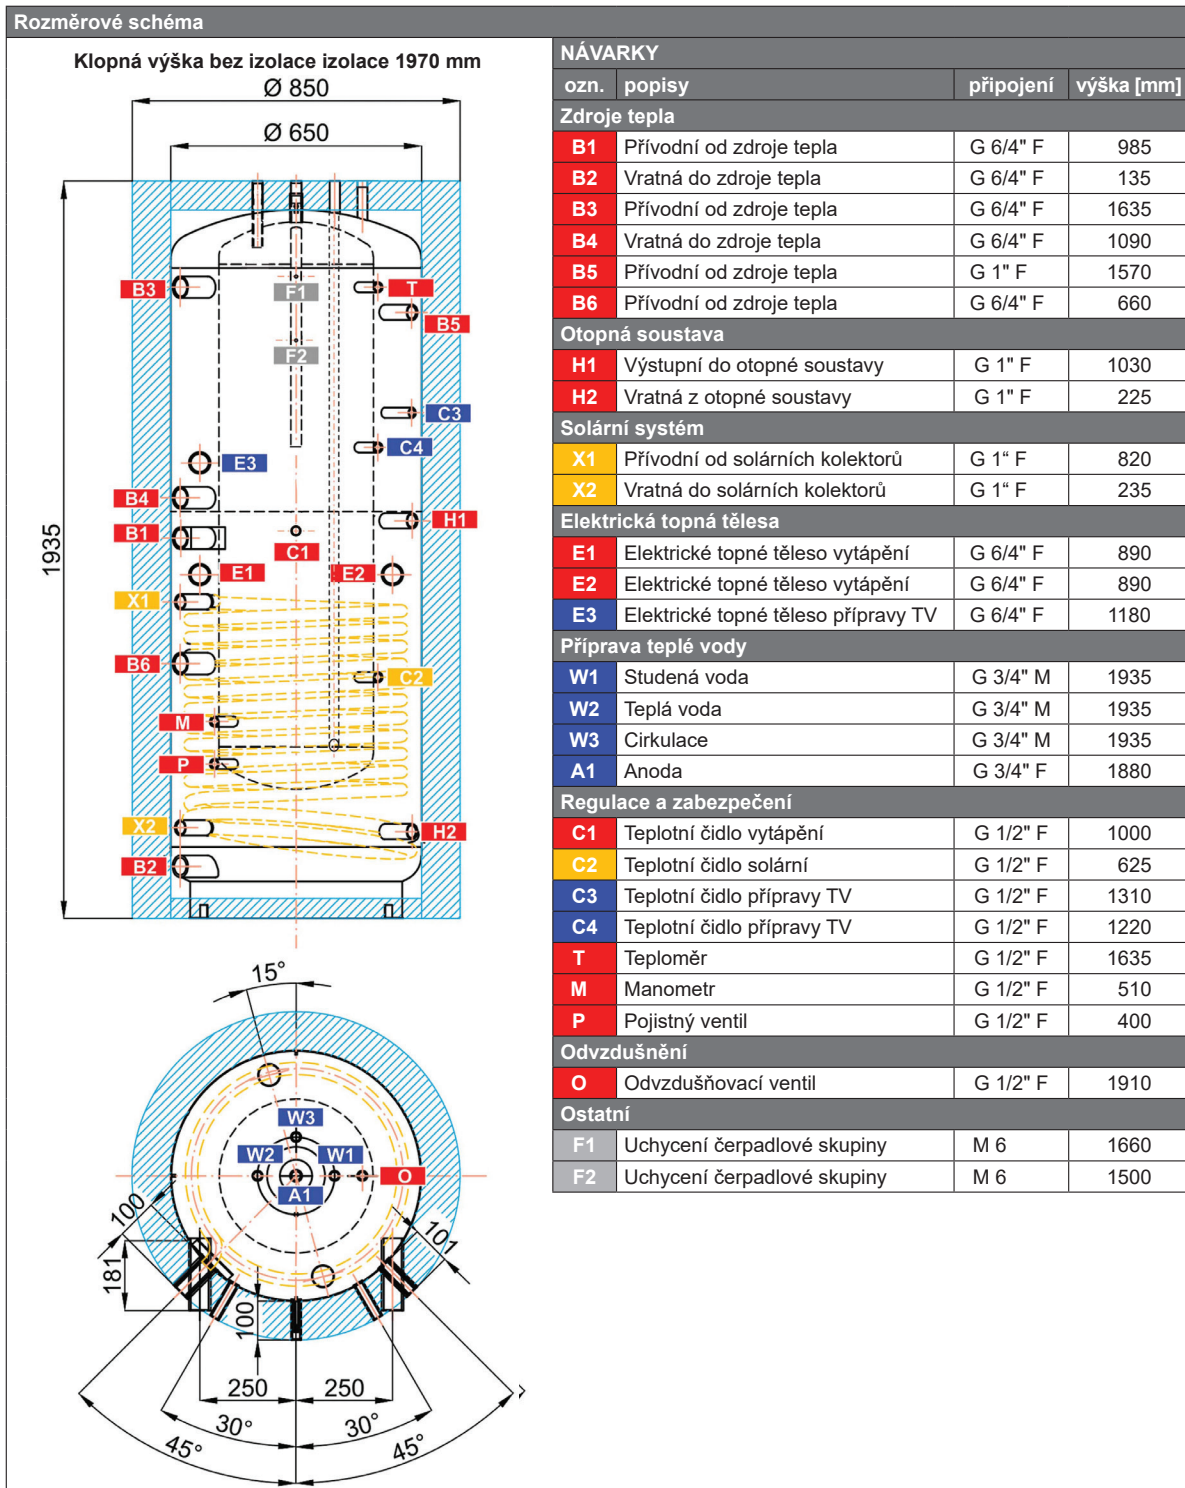 Rozměrové schéma
Klopná výška bez izolace izolace 1970 mm
Ø 850
Ø 650
1935
B3
F1
T
B5
F2
C3
C4
E3
B4
H1
B1
C1
E1
E2
X1
B6
C2
M
P
X2
H2
B2
15°
W3
W2
W1
O
A1
100
101
181
100
250
250
30°
30°
45°
45°
NÁVARKY
ozn. popisy připojení výška [mm]
Zdroje tepla
B1 Přívodní od zdroje tepla G 6/4" F 985
B2 Vratná do zdroje tepla G 6/4" F 135
B3 Přívodní od zdroje tepla G 6/4" F 1635
B4 Vratná do zdroje tepla G 6/4" F 1090
B5 Přívodní od zdroje tepla G 1" F 1570
B6 Přívodní od zdroje tepla G 6/4" F 660
Otopná soustava
H1 Výstupní do otopné soustavy G 1" F 1030
H2 Vratná z otopné soustavy G 1" F 225
Solární systém
X1 Přívodní od solárních kolektorů G 1“ F 820
X2 Vratná do solárních kolektorů G 1“ F 235
Elektrická topná tělesa
E1 Elektrické topné těleso vytápění G 6/4" F 890
E2 Elektrické topné těleso vytápění G 6/4" F 890
E3 Elektrické topné těleso přípravy TV G 6/4" F 1180
Příprava teplé vody
W1 Studená voda G 3/4" M 1935
W2 Teplá voda G 3/4" M 1935
W3 Cirkulace G 3/4" M 1935
A1 Anoda G 3/4" F 1880
Regulace a zabezpečení
C1 Teplotní čidlo vytápění G 1/2" F 1000
C2 Teplotní čidlo solární G 1/2" F 625
C3 Teplotní čidlo přípravy TV G 1/2" F 1310
C4 Teplotní čidlo přípravy TV G 1/2" F 1220
T Teploměr G 1/2" F 1635
M Manometr G 1/2" F 510
P Pojistný ventil G 1/2" F 400
Odvzdušnění
O Odvzdušňovací ventil G 1/2" F 1910
Ostatní
F1 Uchycení čerpadlové skupiny M 6 1660
F2 Uchycení čerpadlové skupiny M 6 1500